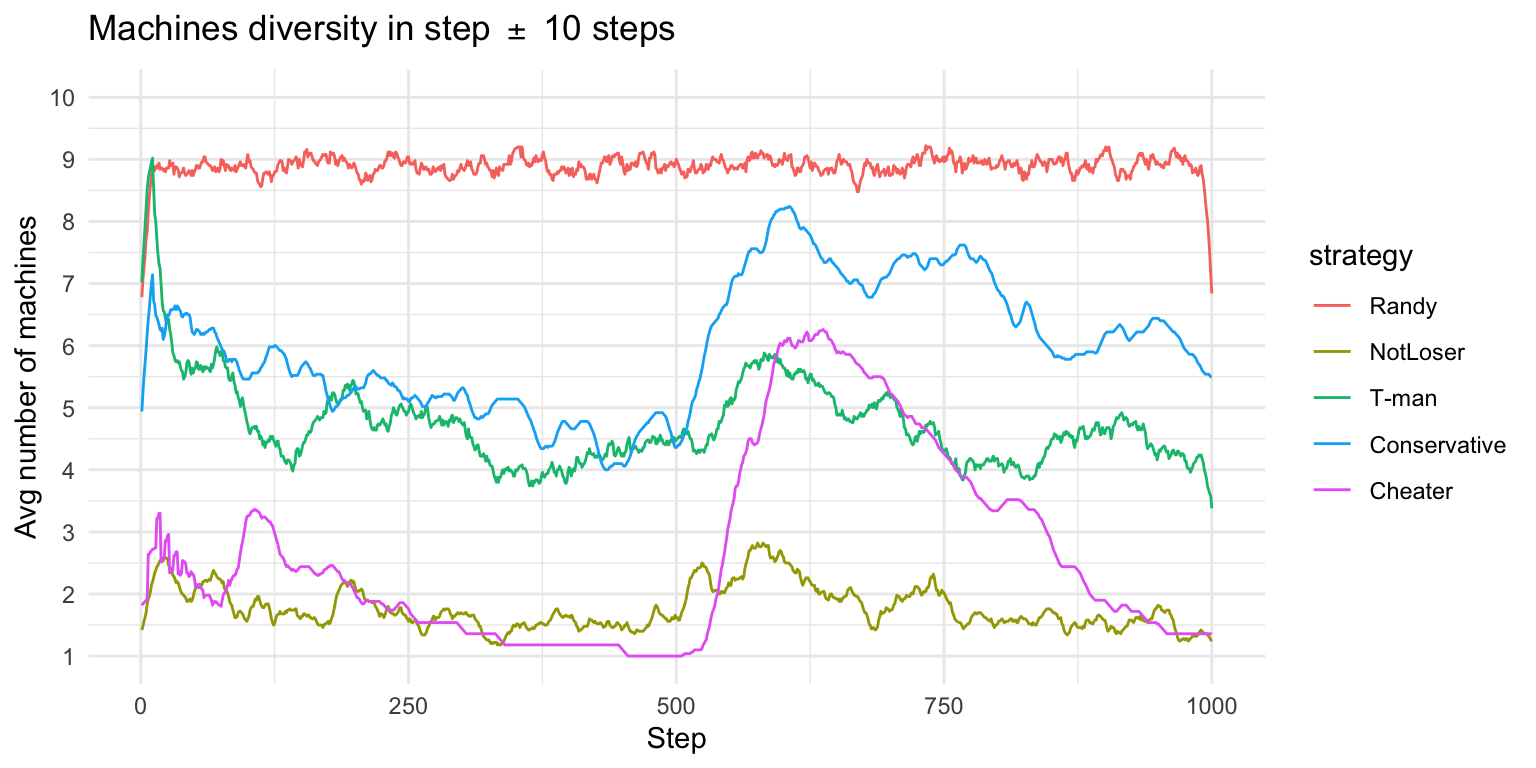 Machines diversity in step ± 10 steps
Avg number of machines
10
9
8
7
6
5
4
3
2
1
0 250 500 750 1000
Step
strategy
Randy
NotLoser
T-man
Conservative
Cheater